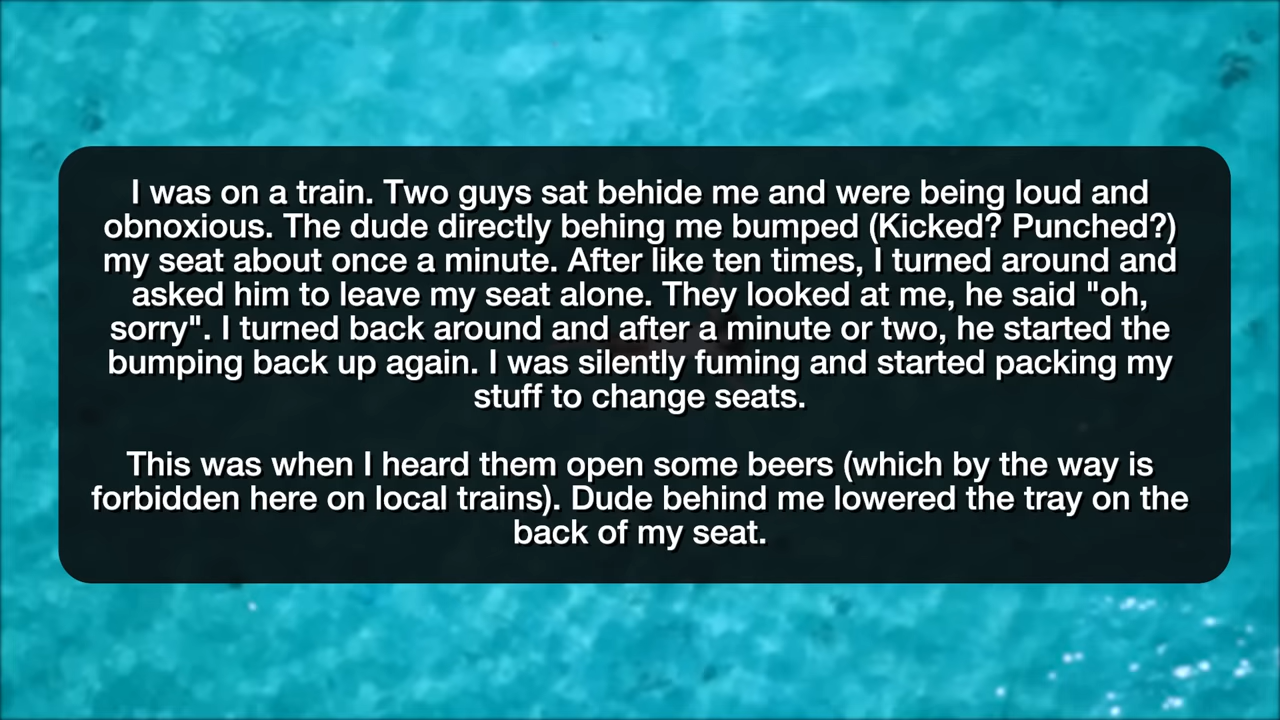 I was on a train. Two guys sat behide me and were being loud and
obnoxious. The dude directly behing me bumped (Kicked? Punched?)
my seat about once a minute. After like ten times, I turned around and
asked him to leave my seat alone. They looked at me, he said "oh,
sorry". I turned back around and after a minute or two, he started the
bumping back up again. I was silently fuming and started packing my
stuff to change seats.
This was when I heard them open some beers (which by the way is
forbidden here on local trains). Dude behind me lowered the tray on the
back of my seat.